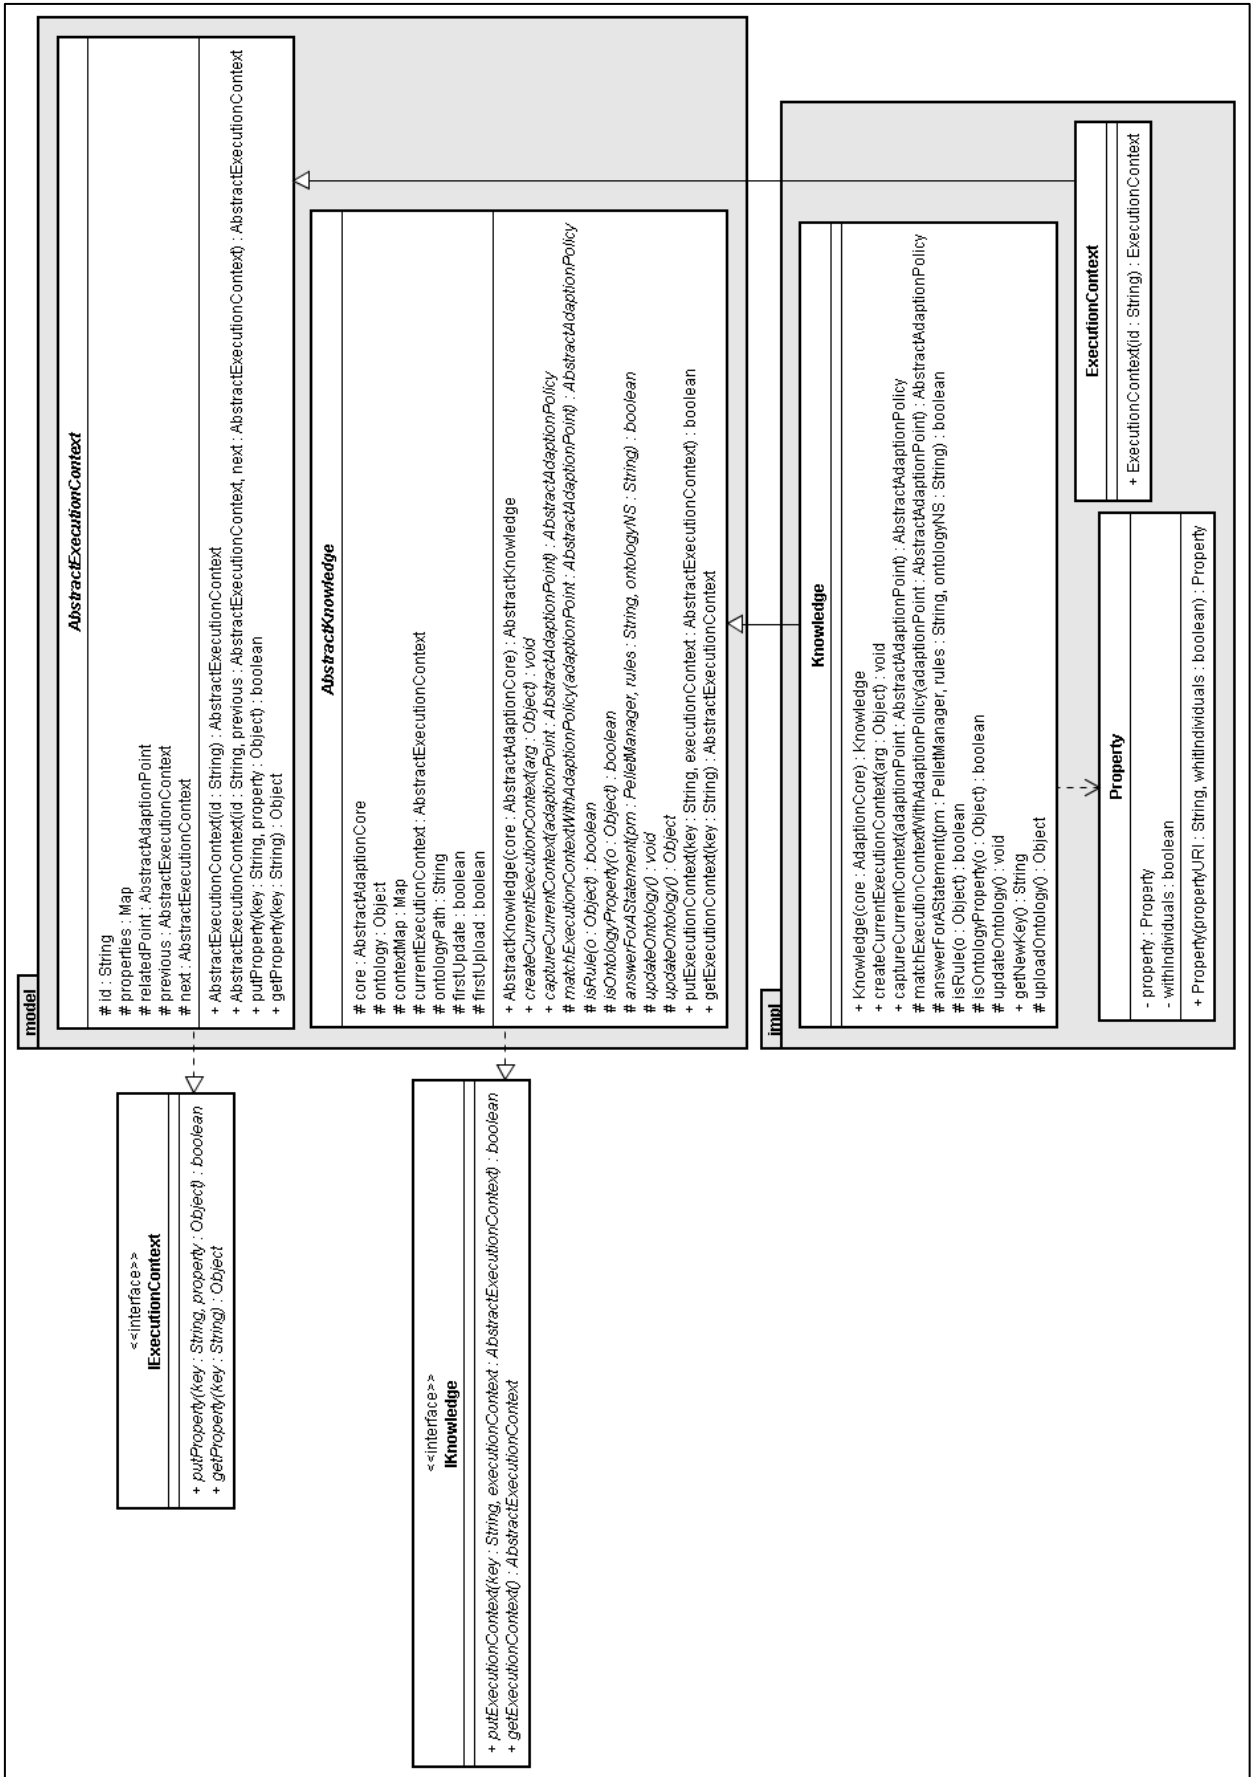 <<interface>>
IExecutionContext
+ putProperty(key : String, property : Object) : boolean
+ getProperty(key : String) : Object
model
AbstractExecutionContext
# id : String
# properties : Map
# relatedPoint : AbstractAdaptionPoint
# previous : AbstractExecutionContext
# next : AbstractExecutionContext
+ AbstractExecutionContext(id : String) : AbstractExecutionContext
+ AbstractExecutionContext(id : String, previous : AbstractExecutionContext, next : AbstractExecutionContext) : AbstractExecutionContext
+ putProperty(key : String, property : Object) : boolean
+ getProperty(key : String) : Object
<<interface>>
IKnowledge
+ putExecutionContext(key : String, executionContext : AbstractExecutionContext) : boolean
+ getExecutionContext() : AbstractExecutionContext
AbstractKnowledge
# core : AbstractAdaptionCore
# ontology : Object
# contextMap : Map
# currentExecutionContext : AbstractExecutionContext
# ontologyPath : String
# firstUpdate : boolean
# firstUpload : boolean
+ AbstractKnowledge(core : AbstractAdaptionCore) : AbstractKnowledge
+ createCurrentExecutionContext(arg : Object) : void
+ captureCurrentContext(adaptionPoint : AbstractAdaptionPoint) : AbstractAdaptionPolicy
# matchExecutionContextWithAdaptionPolicy(adaptionPoint : AbstractAdaptionPoint) : AbstractAdaptionPolicy
# isRule(o : Object) : boolean
# isOntologyProperty(o : Object) : boolean
# answerForAStatement(pm : PelletManager, rules : String, ontologyNS : String) : boolean
# updateOntology() : void
# updateOntology() : Object
+ putExecutionContext(key : String, executionContext : AbstractExecutionContext) : boolean
+ getExecutionContext(key : String) : AbstractExecutionContext
impl
Knowledge
+ Knowledge(core : AdaptionCore) : Knowledge
+ createCurrentExecutionContext(arg : Object) : void
+ captureCurrentContext(adaptionPoint : AbstractAdaptionPoint) : AbstractAdaptionPolicy
# matchExecutionContextWithAdaptionPolicy(adaptionPoint : AbstractAdaptionPoint) : AbstractAdaptionPolicy
# answerForAStatement(pm : PelletManager, rules : String, ontologyNS : String) : boolean
# isRule(o : Object) : boolean
# isOntologyProperty(o : Object) : boolean
# updateOntology() : void
+ getNewKey() : String
# uploadOntology() : Object
Property
- property : Property
- withIndividuals : boolean
+ Property(propertyURI : String, whitIndividuals : boolean) : Property
ExecutionContext
+ ExecutionContext(id : String) : ExecutionContext